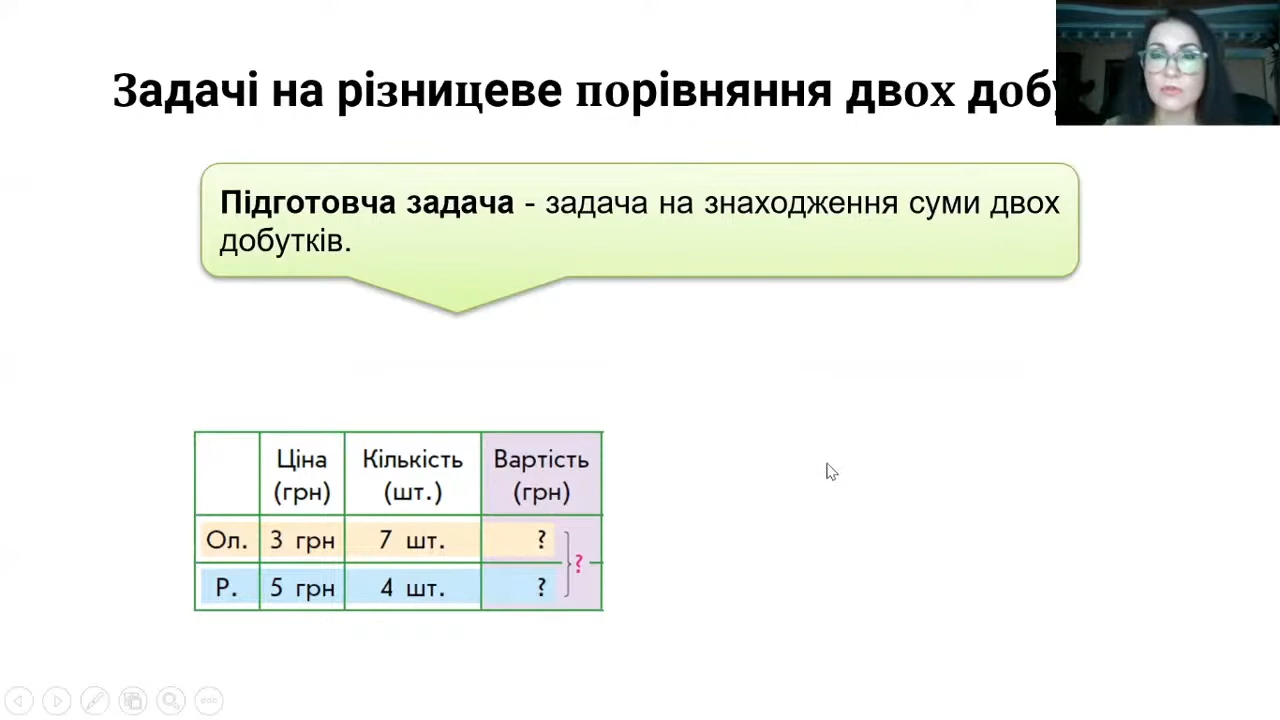 Задачі на різницеве порівняння двох
Підготовча задача - задача на знаходження суми двох
добутків.
Ціна (грн) Кількість (шт.) Вартість (грн)
Ол. 3 грн 7 шт. ?
?
Р. 5 грн 4 шт. ?